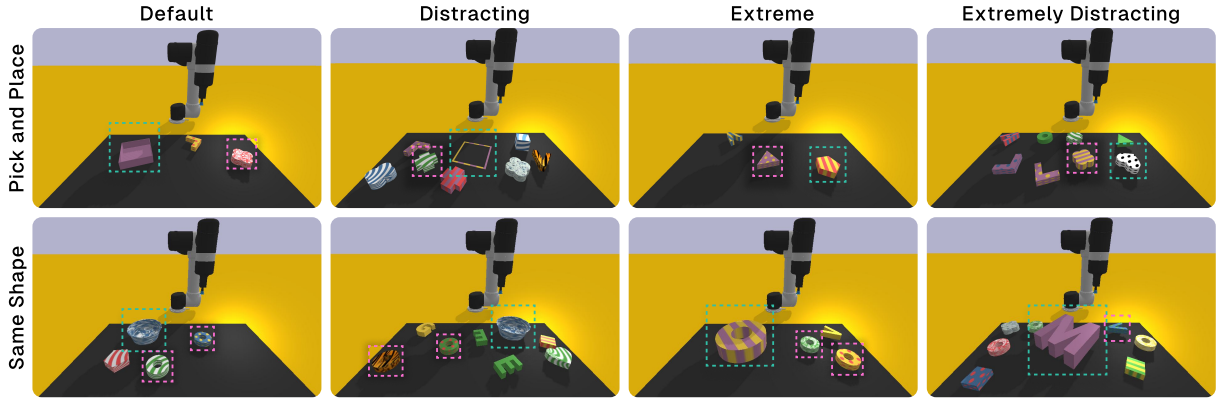 Default Distracting Extreme Extremely Distracting
Pick and Place
Same Shape